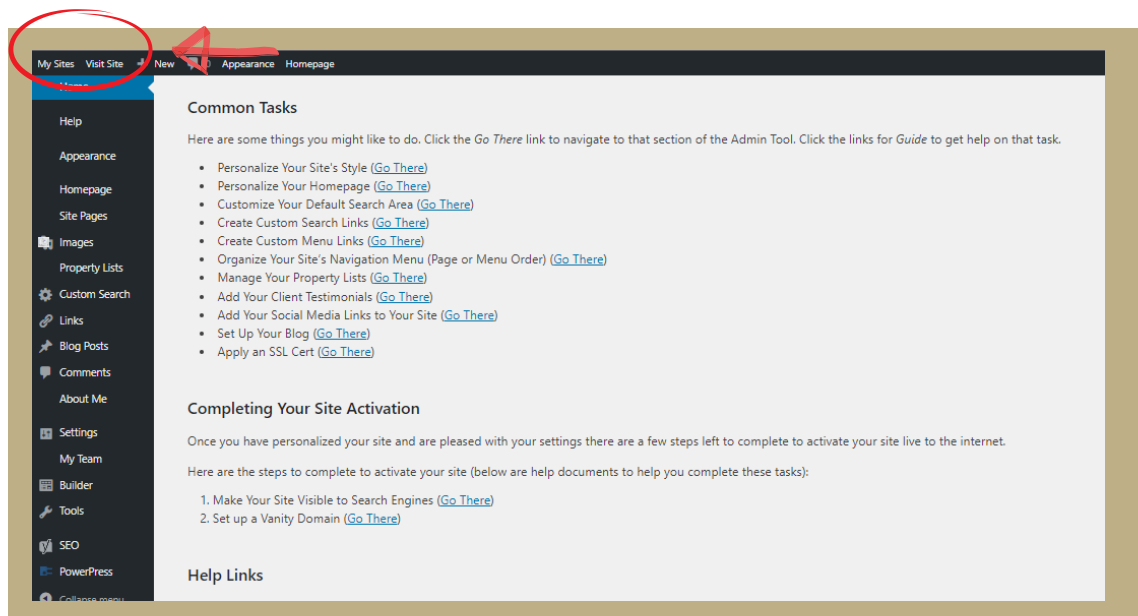 My Sites Visit Site New 0 Appearance Homepage
Home
Help
Appearance
Homepage
Site Pages
Images
Property Lists
Custom Search
Links
Blog Posts
Comments
About Me
Settings
My Team
Builder
Tools
SEO
PowerPress
Collapse menu
Common Tasks
Here are some things you might like to do. Click the Go There link to navigate to that section of the Admin Tool. Click the links for Guide to get help on that task.
• Personalize Your Site's Style (Go There)
• Personalize Your Homepage (Go There)
• Customize Your Default Search Area (Go There)
• Create Custom Search Links (Go There)
• Create Custom Menu Links (Go There)
• Organize Your Site's Navigation Menu (Page or Menu Order) (Go There)
• Manage Your Property Lists (Go There)
• Add Your Client Testimonials (Go There)
• Add Your Social Media Links to Your Site (Go There)
• Set Up Your Blog (Go There)
• Apply an SSL Cert (Go There)
Completing Your Site Activation
Once you have personalized your site and are pleased with your settings there are a few steps left to complete to activate your site live to the internet.
Here are the steps to complete to activate your site (below are help documents to help you complete these tasks):
1. Make Your Site Visible to Search Engines (Go There)
2. Set up a Vanity Domain (Go There)
Help Links